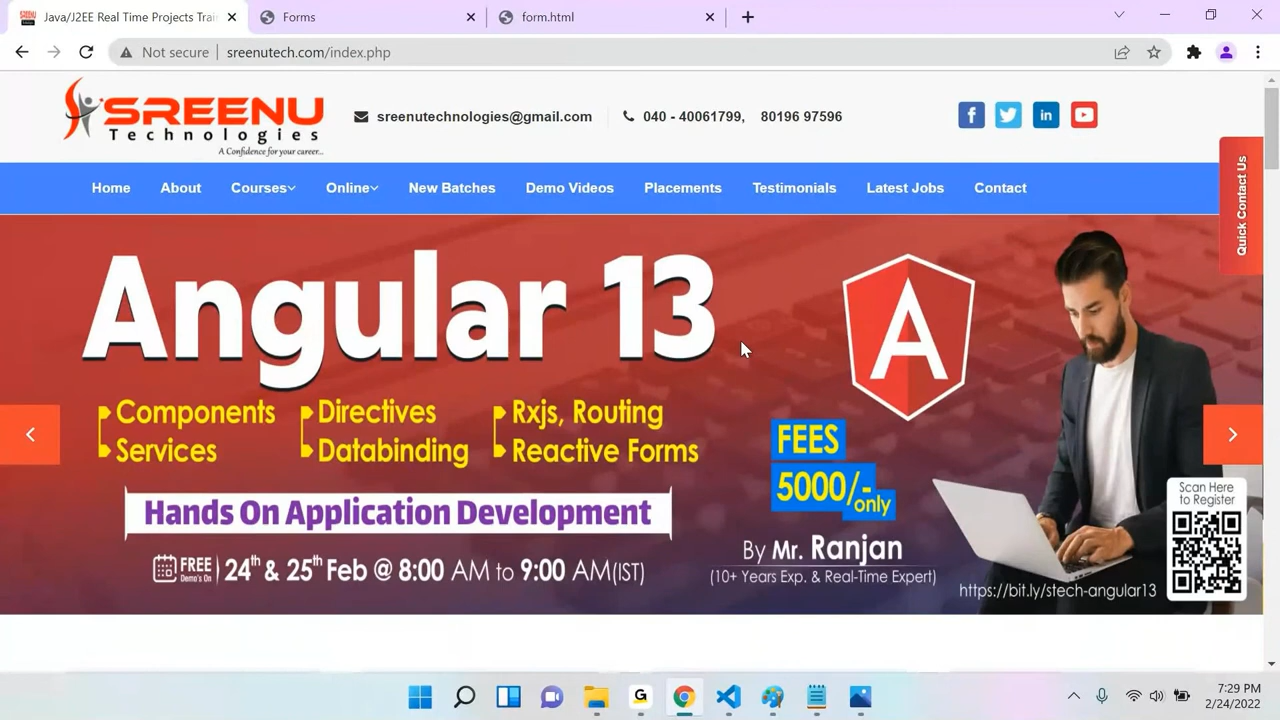 Java/J2EE Real Time Projects Trai
Forms
form.html
Not secure
sreenutech.com/index.php
SREENU
Technologies
A Confidence for your career...
sreenutechnologies@gmail.com
040 - 40061799, 80196 97596
Home About Courses Online New Batches Demo Videos Placements Testimonials Latest Jobs Contact
Quick Contact Us
Angular 13
Components Directives Rxjs, Routing
Services Databinding Reactive Forms
FEES
5000/-only
Hands On Application Development
FREE Demo's On 24th & 25th Feb @ 8:00 AM to 9:00 AM(IST)
By Mr. Ranjan
(10+ Years Exp. & Real-Time Expert)
Scan Here
to Register
https://bit.ly/stech-angular13
7:29 PM
2/24/2022